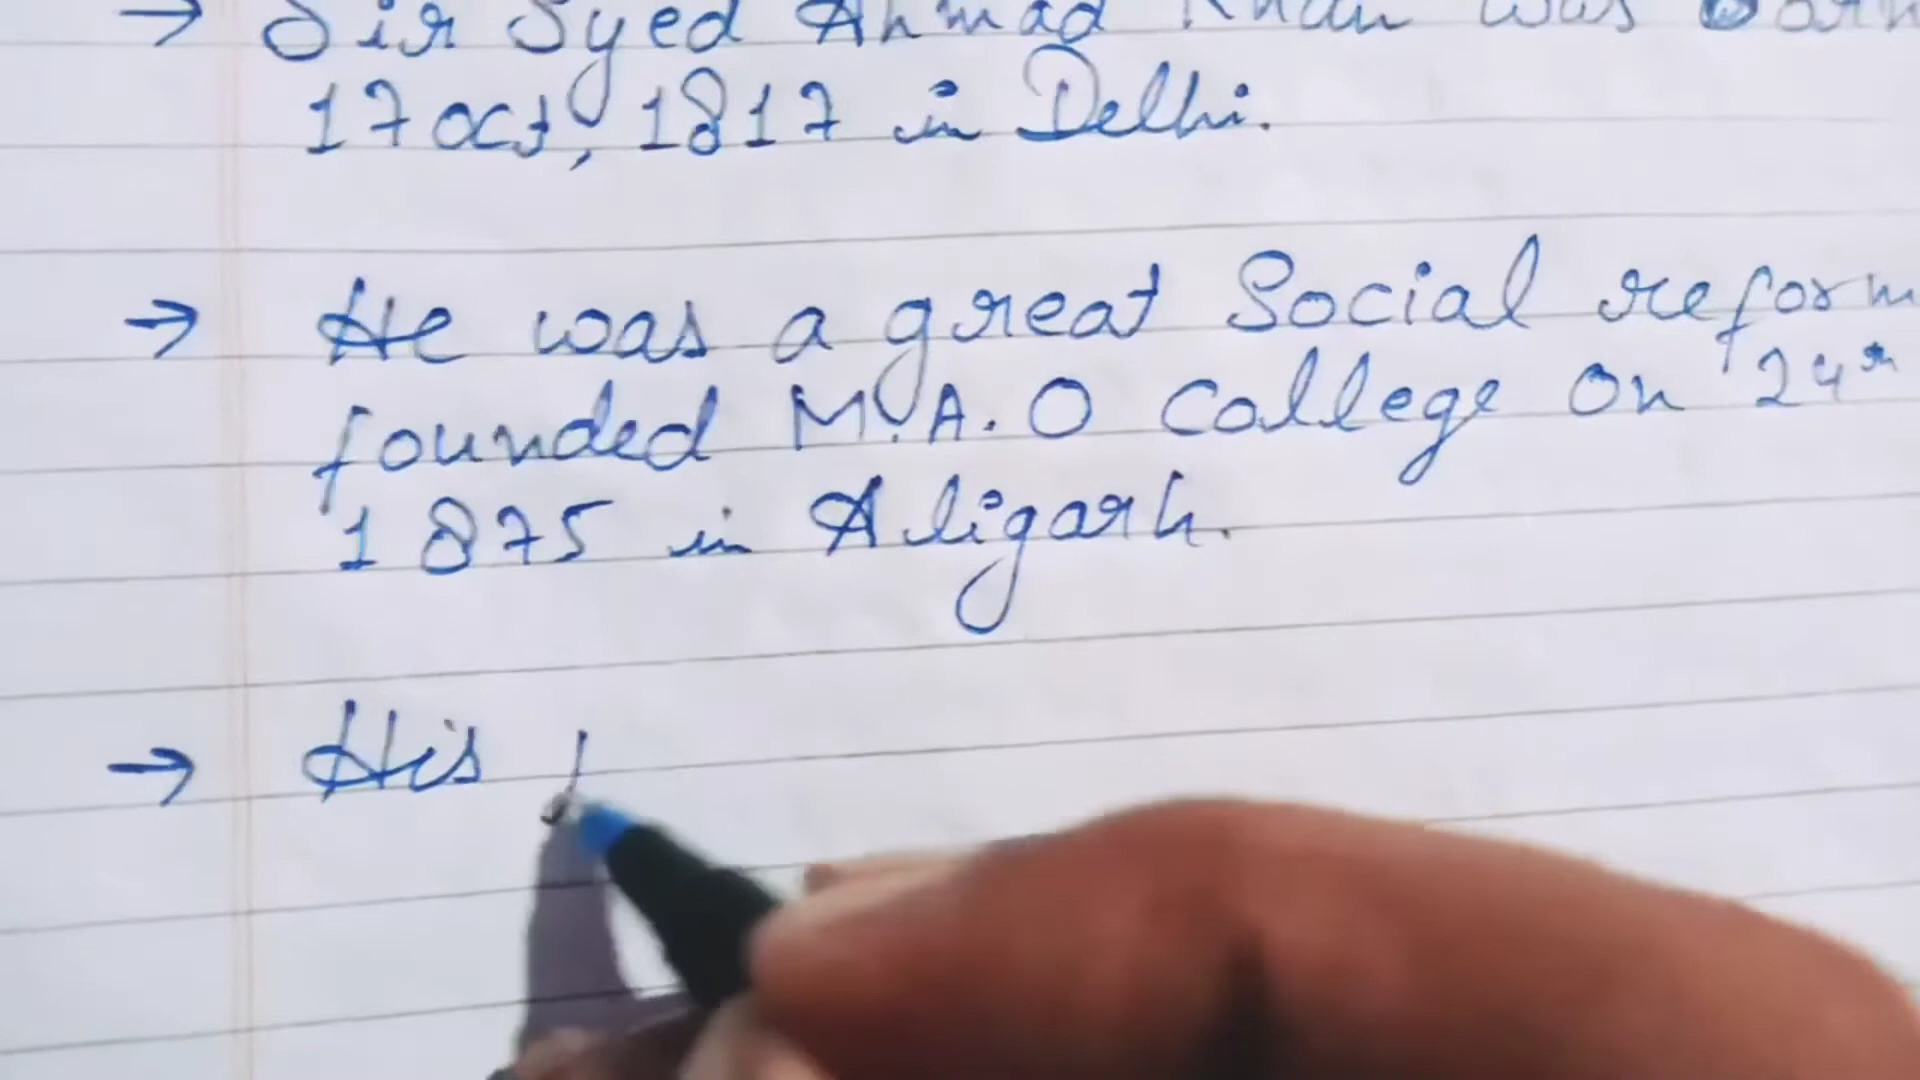 → Sir Syed Ahmad Khan was born
17 oct, 1817 in Delhi.
→ He was a great Social reform
founded M.A.O College on 24th
1875 in Aligarh.
→ His